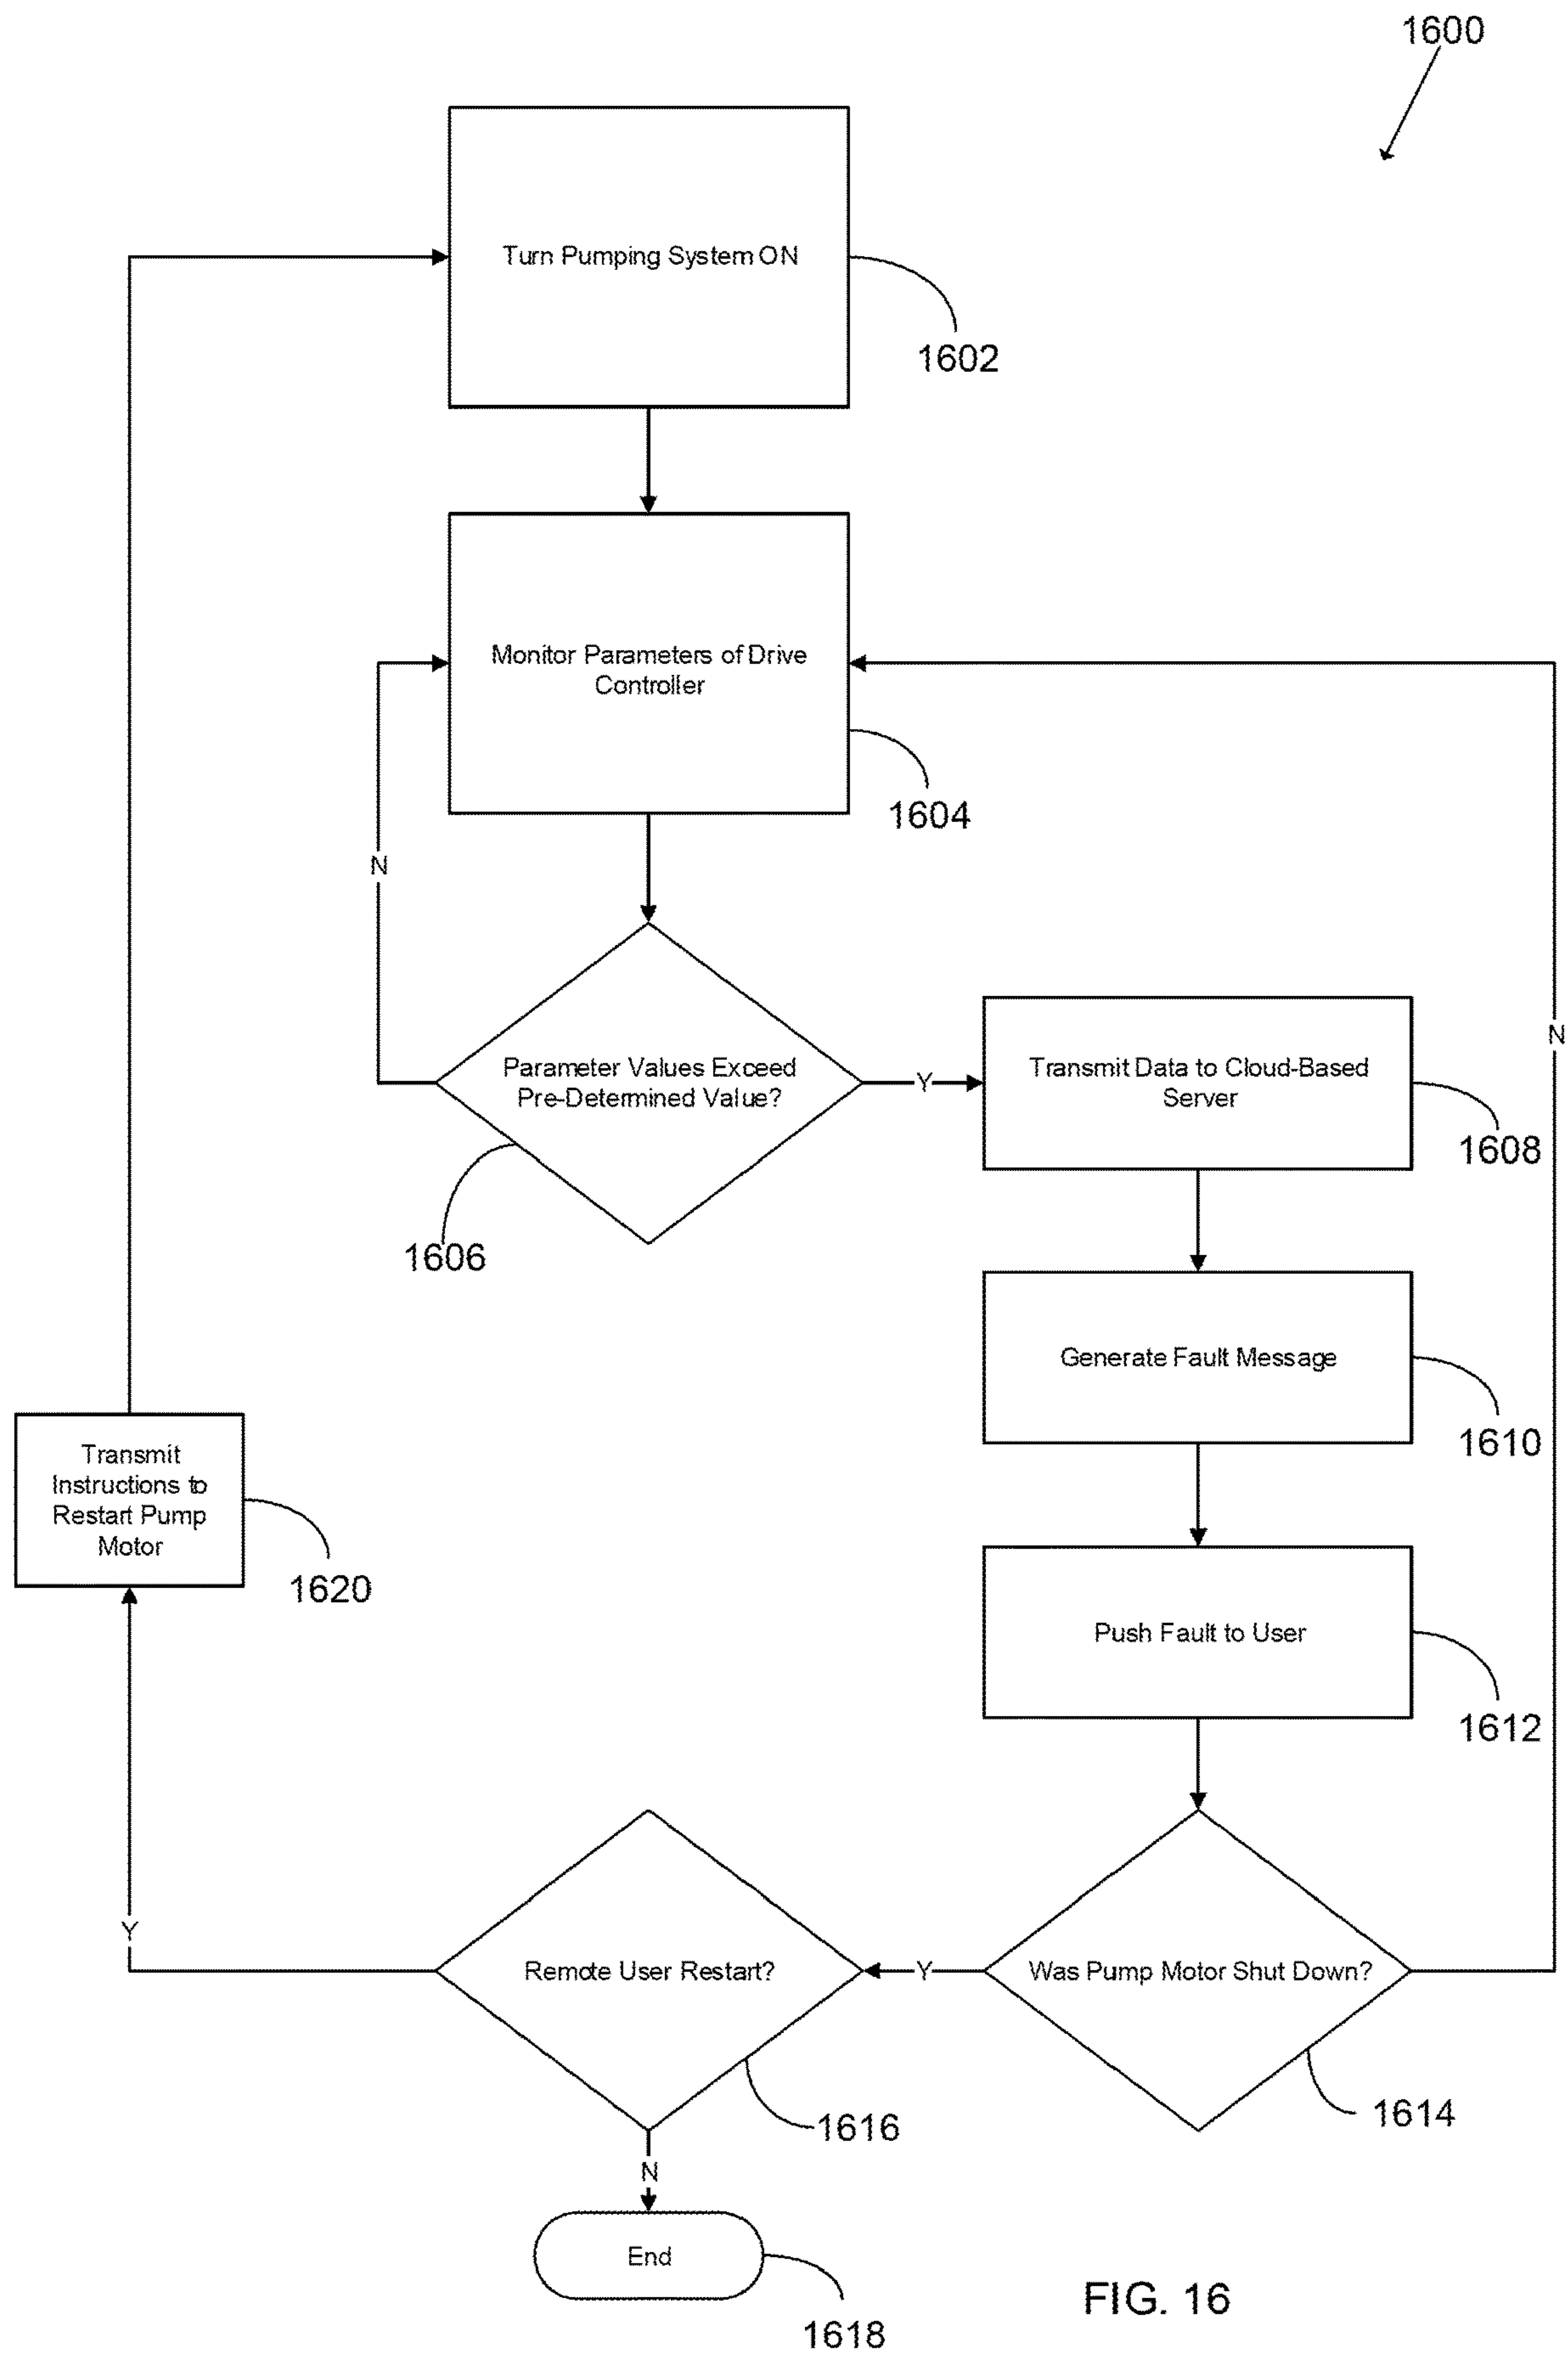 1600
Turn Pumping System ON
1602
Monitor Parameters of Drive
Controller
1604
N
Parameter Values Exceed
Pre-Determined Value?
1606
Y
Transmit Data to Cloud-Based
Server
1608
N
Generate Fault Message
1610
Push Fault to User
1612
Was Pump Motor Shut Down?
1614
Y
Remote User Restart?
1616
Y
Transmit
Instructions to
Restart Pump
Motor
1620
N
End
1618
FIG. 16